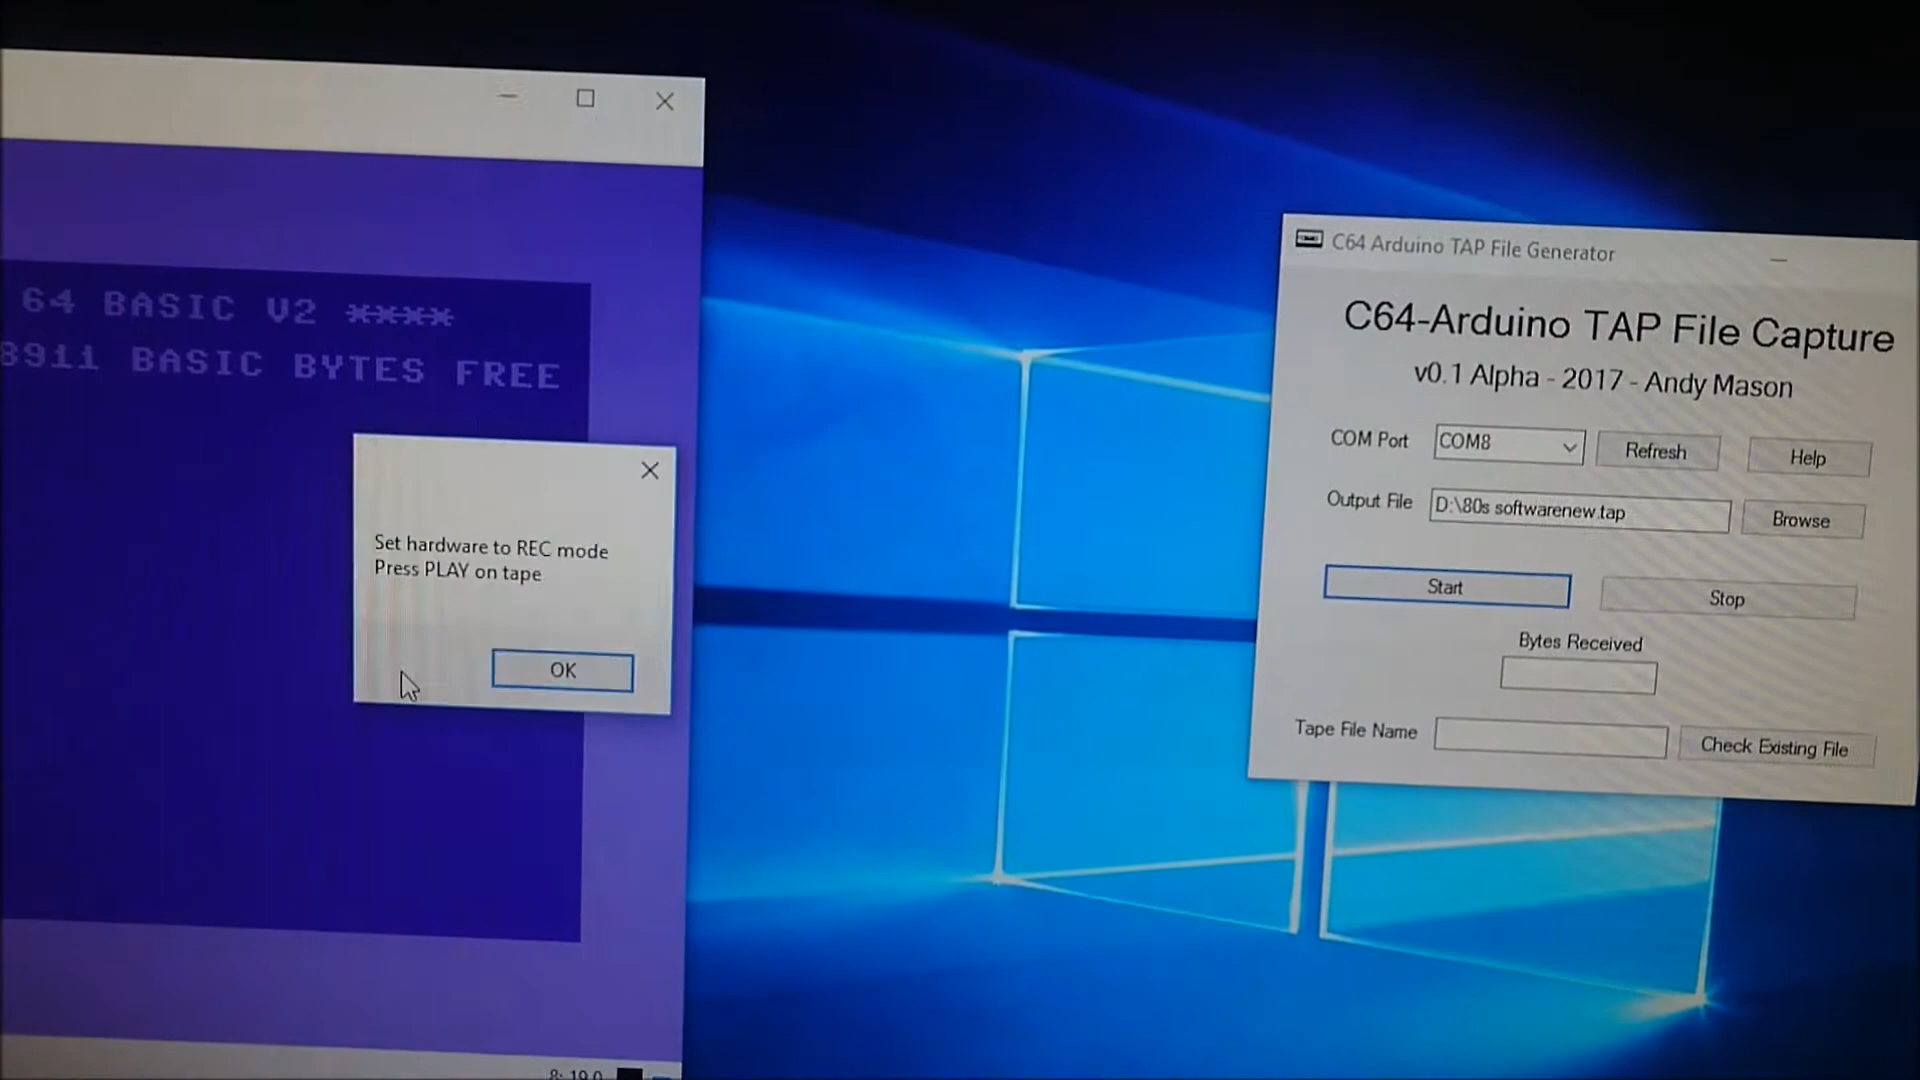 64 BASIC V2 ****
8911 BASIC BYTES FREE
Set hardware to REC mode
Press PLAY on tape
OK
C64 Arduino TAP File Generator
C64-Arduino TAP File Capture
v0.1 Alpha - 2017 - Andy Mason
COM Port COM8 Refresh Help
Output File D:\80s softwarenew.tap Browse
Start Stop
Bytes Received
Tape File Name Check Existing File